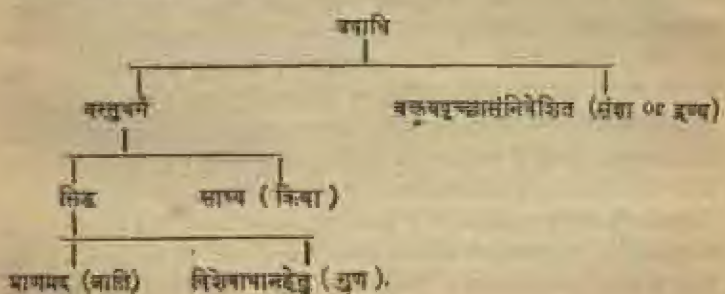 उपाधि
वस्तुधर्म वक्तृयदृच्छासंनिवेशित (संज्ञा or द्रव्य)
सिद्ध साध्य (क्रिया)
प्राणप्रद (जाति) विशेषाधानहेतु (गुण).